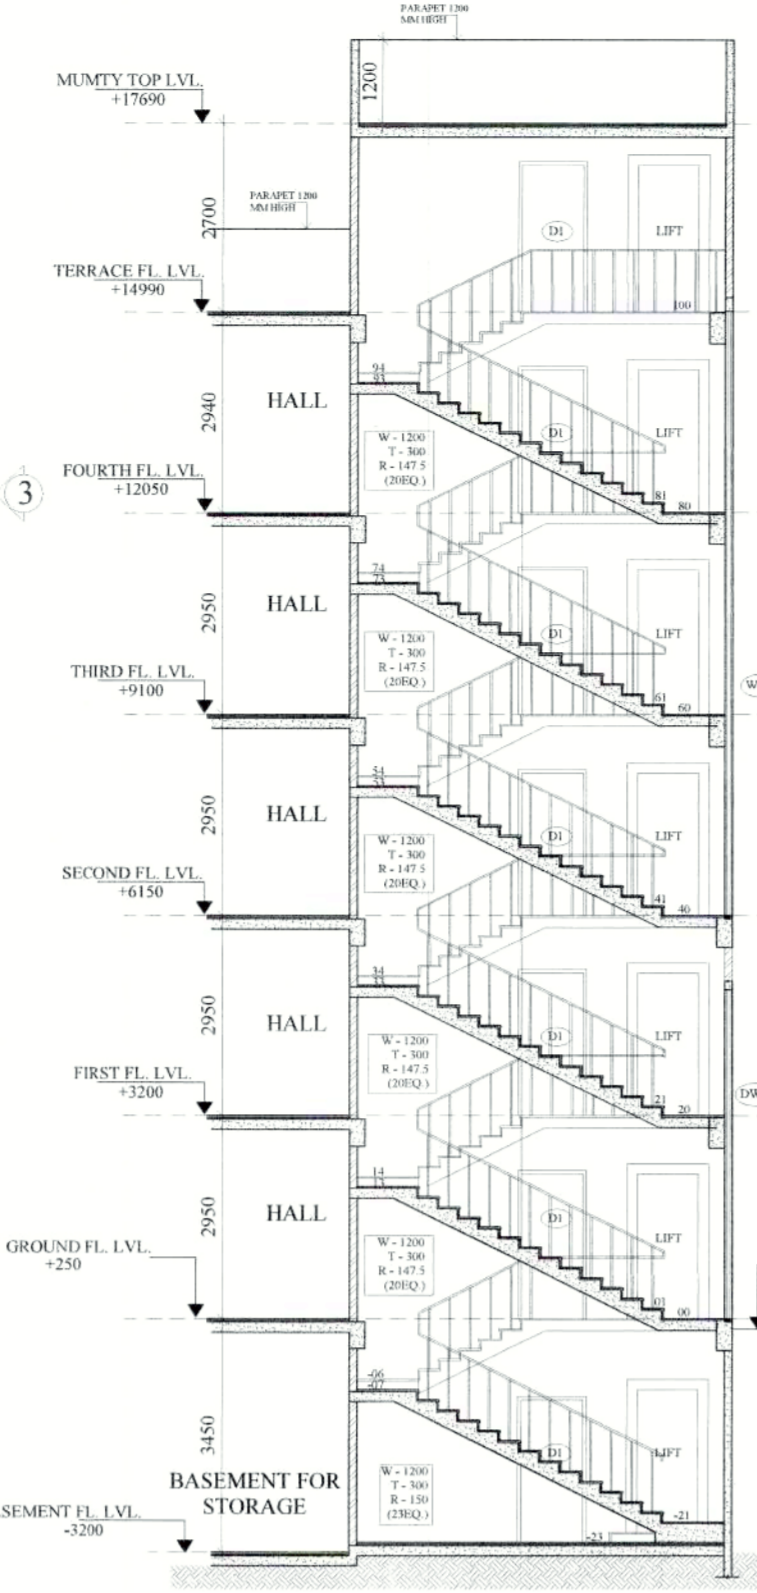 PARAPET 1200
MM HIGH
1200
MUMTY TOP LVL.
+17690
2700
PARAPET 1200
MM HIGH
D1
LIFT
TERRACE FL. LVL.
+14990
100
94
93
2940
HALL
D1
LIFT
W - 1200
T - 300
R - 147.5
(20EQ.)
FOURTH FL. LVL.
+12050
3
81
80
74
73
2950
HALL
D1
LIFT
W - 1200
T - 300
R - 147.5
(20EQ.)
THIRD FL. LVL.
+9100
W
61
60
54
53
2950
HALL
D1
LIFT
W - 1200
T - 300
R - 147.5
(20EQ.)
SECOND FL. LVL.
+6150
41
40
34
33
2950
HALL
D1
LIFT
W - 1200
T - 300
R - 147.5
(20EQ.)
FIRST FL. LVL.
+3200
DW
21
20
14
13
2950
HALL
D1
LIFT
W - 1200
T - 300
R - 147.5
(20EQ.)
GROUND FL. LVL.
+250
01
00
-06
-07
3450
BASEMENT FOR
STORAGE
D1
LIFT
W - 1200
T - 300
R - 150
(23EQ.)
SEMENT FL. LVL.
-3200
-21
-23